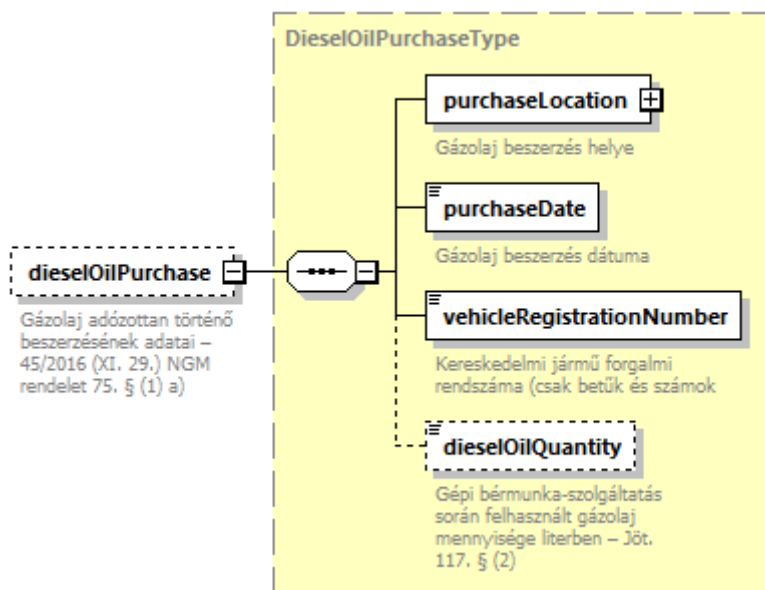 DieselOilPurchaseType
purchaseLocation
Gázolaj beszerzés helye
purchaseDate
Gázolaj beszerzés dátuma
dieselOilPurchase
Gázolaj adózottan történő
beszerzésének adatai –
45/2016 (XI. 29.) NGM
rendelet 75. § (1) a)
vehicleRegistrationNumber
Kereskedelmi jármű forgalmi
rendszáma (csak betűk és számok
dieselOilQuantity
Gépi bérmunka-szolgáltatás
során felhasznált gázolaj
mennyisége literben – Jöt.
117. § (2)